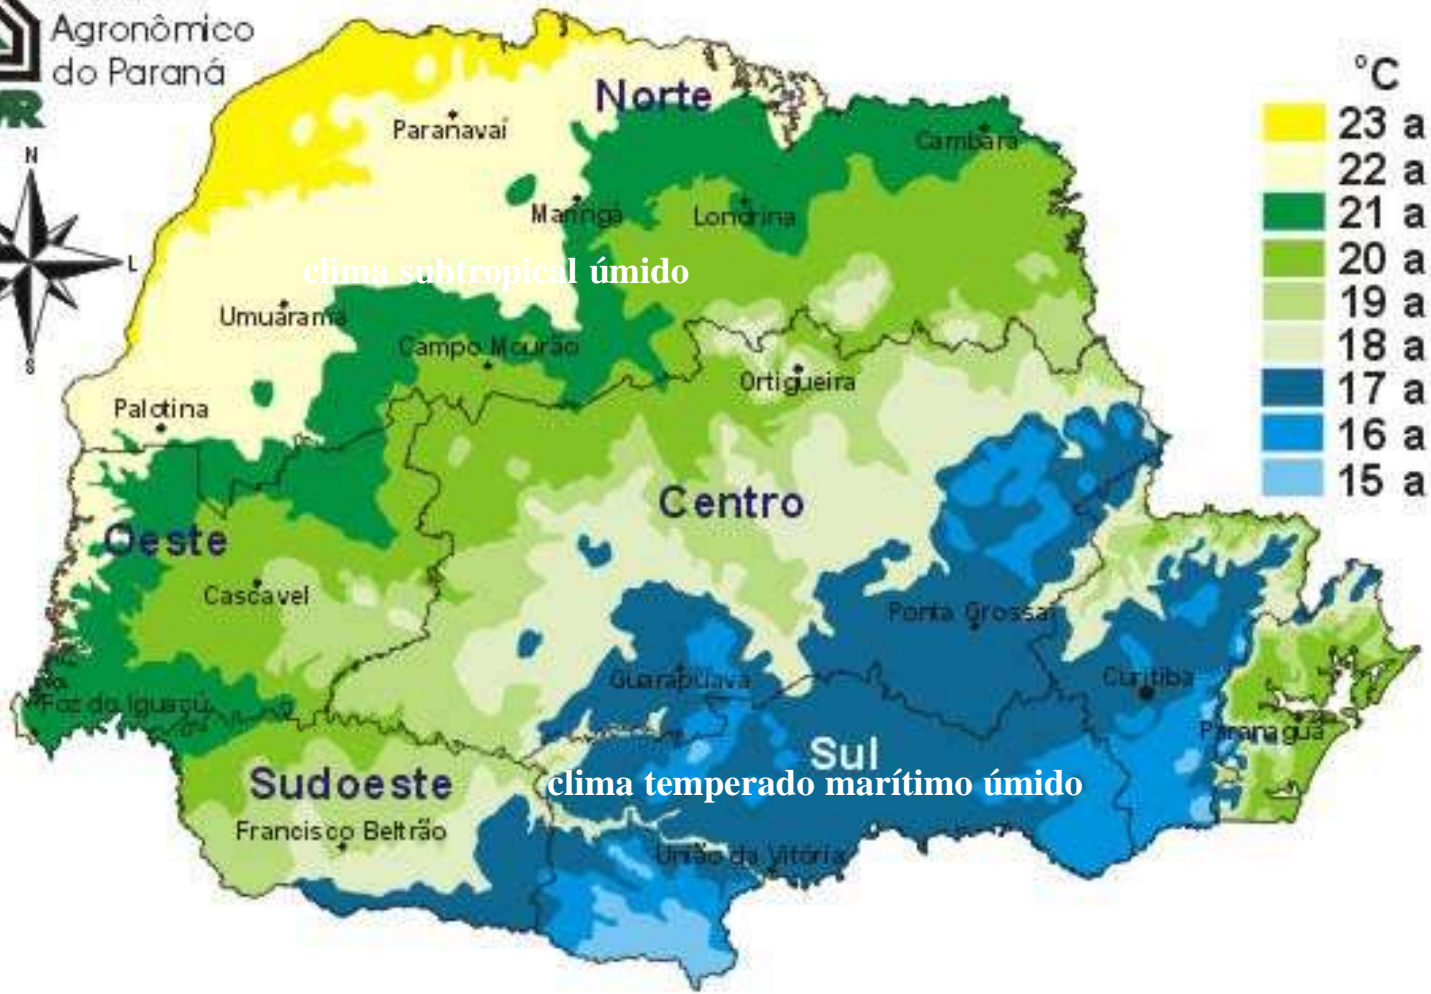 Agronômico
do Paraná
N
L
S
°C
23 a
22 a
21 a
20 a
19 a
18 a
17 a
16 a
15 a
Norte
Paranavaí
Cambára
Maringá
Londrina
clima subtropical úmido
Umuarama
Campo Mourão
Ortigueira
Palotina
Centro
Oeste
Cascavel
Ponta Grossa
Guarapuava
Curitiba
Foz do Iguaçú
Paranaguá
Sul
Sudoeste
clima temperado marítimo úmido
Francisco Beltrão
União da Vitória